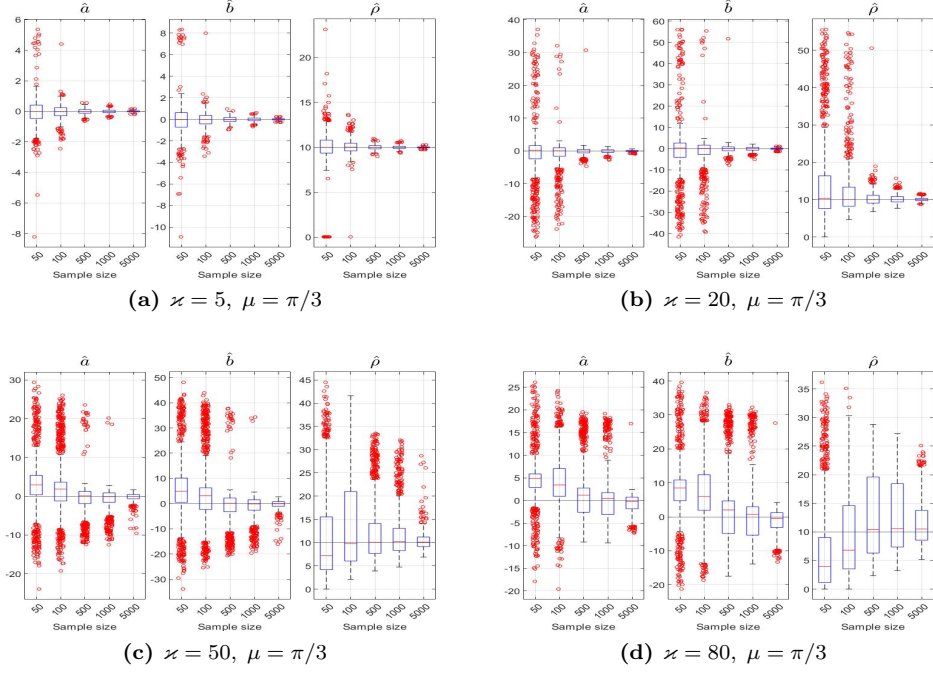 â b̂ ρ̂
6 4 2 0 -2 -4 -6 -8
8 6 4 2 0 -2 -4 -6 -8 -10
20 15 10 5 0
50 100 500 1000 5000 50 100 500 1000 5000 50 100 500 1000 5000
Sample size Sample size Sample size
(a) ϰ = 5, μ = π/3
â b̂ ρ̂
40 30 20 10 0 -10 -20
60 50 40 30 20 10 0 -10 -20 -30 -40
50 40 30 20 10 0
50 100 500 1000 5000 50 100 500 1000 5000 50 100 500 1000 5000
Sample size Sample size Sample size
(b) ϰ = 20, μ = π/3
â b̂ ρ̂
30 20 10 0 -10 -20
50 40 30 20 10 0 -10 -20 -30
45 40 35 30 25 20 15 10 5 0
50 100 500 1000 5000 50 100 500 1000 5000 50 100 500 1000 5000
Sample size Sample size Sample size
(c) ϰ = 50, μ = π/3
â b̂ ρ̂
25 20 15 10 5 0 -5 -10 -15 -20
40 30 20 10 0 -10 -20
35 30 25 20 15 10 5 0
50 100 500 1000 5000 50 100 500 1000 5000 50 100 500 1000 5000
Sample size Sample size Sample size
(d) ϰ = 80, μ = π/3